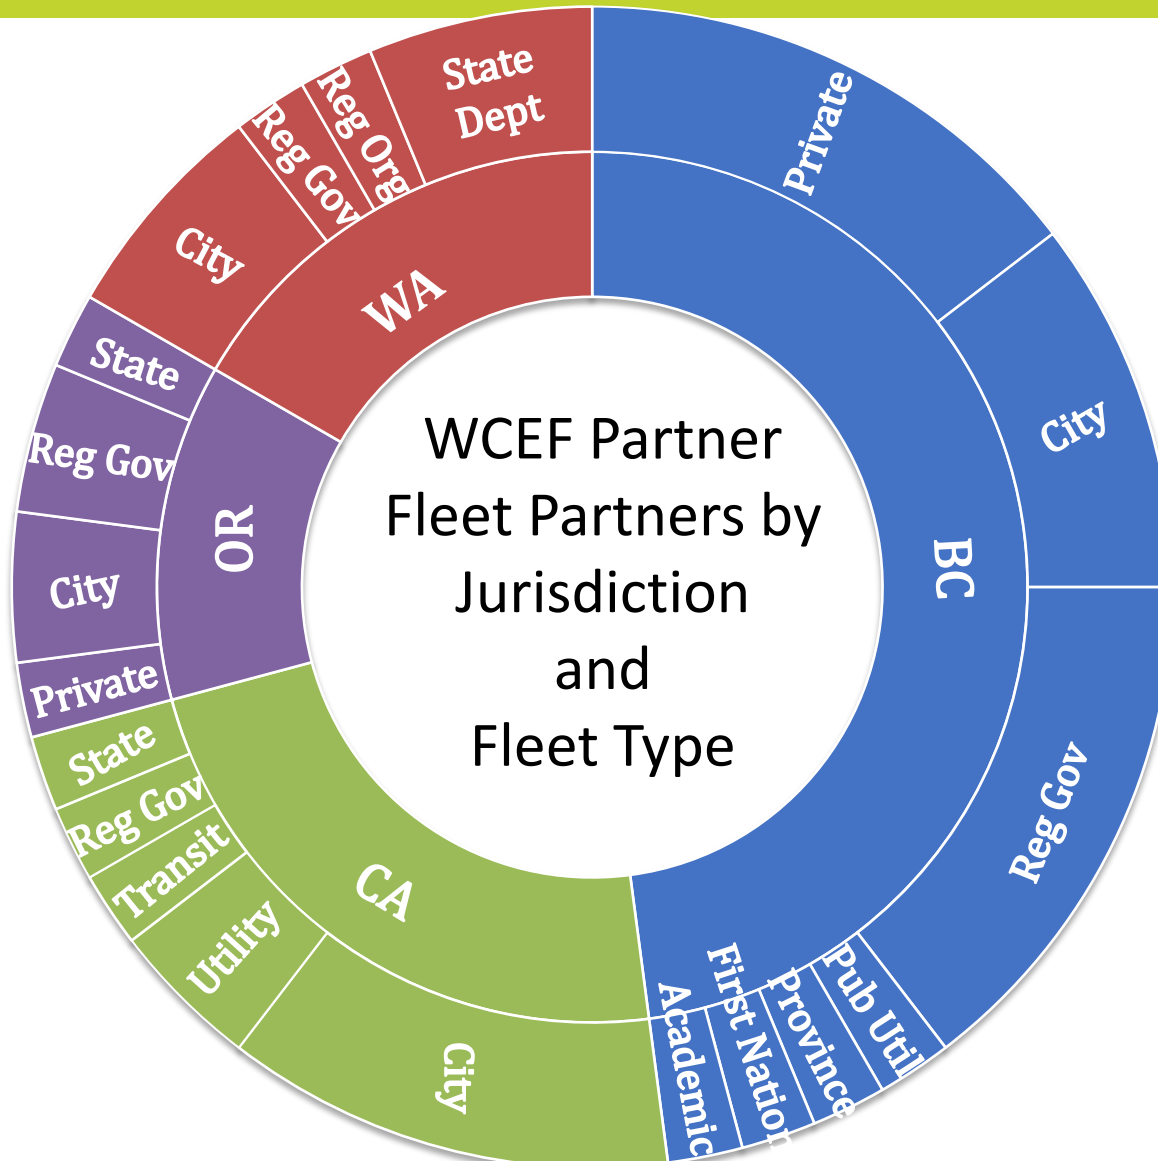 WCEF Partner
Fleet Partners by
Jurisdiction
and
Fleet Type
BC
Private
City
Reg Gov
Pub Util
Province
First Nation
Academic
CA
City
Utility
Transit
Reg Gov
State
OR
Private
City
Reg Gov
State
WA
City
Reg Gov
Reg Org
State
Dept